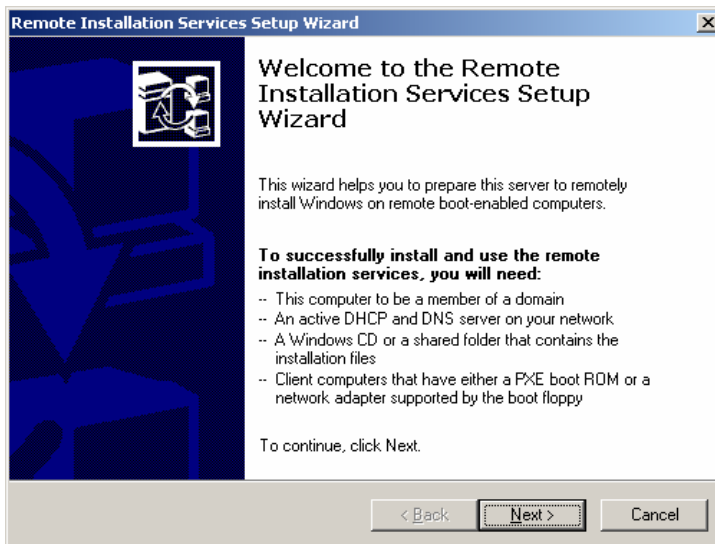 Remote Installation Services Setup Wizard
Welcome to the Remote
Installation Services Setup
Wizard
This wizard helps you to prepare this server to remotely
install Windows on remote boot-enabled computers.
To successfully install and use the remote
installation services, you will need:
-- This computer to be a member of a domain
-- An active DHCP and DNS server on your network
-- A Windows CD or a shared folder that contains the
installation files
-- Client computers that have either a PXE boot ROM or a
network adapter supported by the boot floppy
To continue, click Next.
< Back Next > Cancel